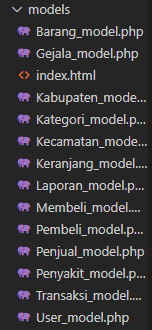 models
Barang_model.php
Gejala_model.php
index.html
Kabupaten_mode...
Kategori_model.p...
Kecamatan_mode...
Keranjang_model....
Laporan_model.p...
Membeli_model.p...
Pembeli_model.p...
Penjual_model.php
Penyakit_model.p...
Transaksi_model....
User_model.php